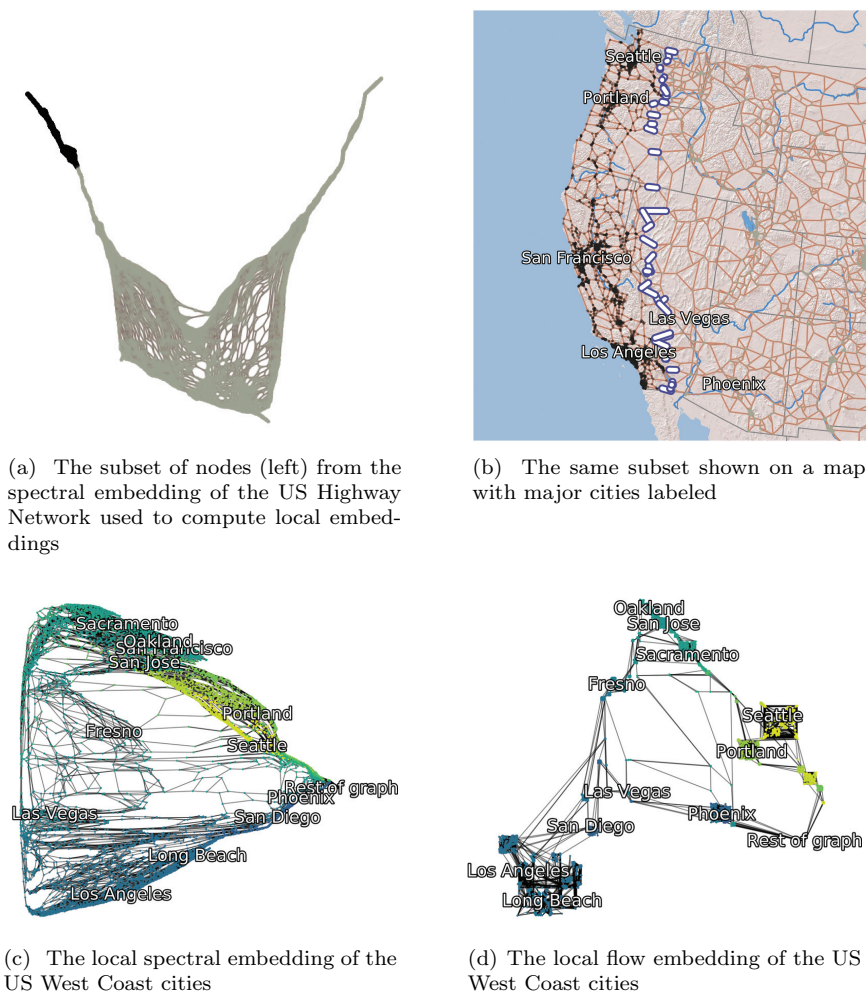 Seattle
Portland
San Francisco
Las Vegas
Los Angeles
Phoenix
(a) The subset of nodes (left) from the
spectral embedding of the US Highway
Network used to compute local embed-
dings
(b) The same subset shown on a map
with major cities labeled
Sacramento
Oakland
San Francisco
San Jose
Portland
Fresno
Seattle
Rest of graph
Phoenix
Las Vegas
San Diego
Long Beach
Los Angeles
Oakland
San Jose
Sacramento
Fresno
Seattle
Portland
Las Vegas
Phoenix
San Diego
Rest of graph
Los Angeles
Long Beach
(c) The local spectral embedding of the
US West Coast cities
(d) The local flow embedding of the US
West Coast cities